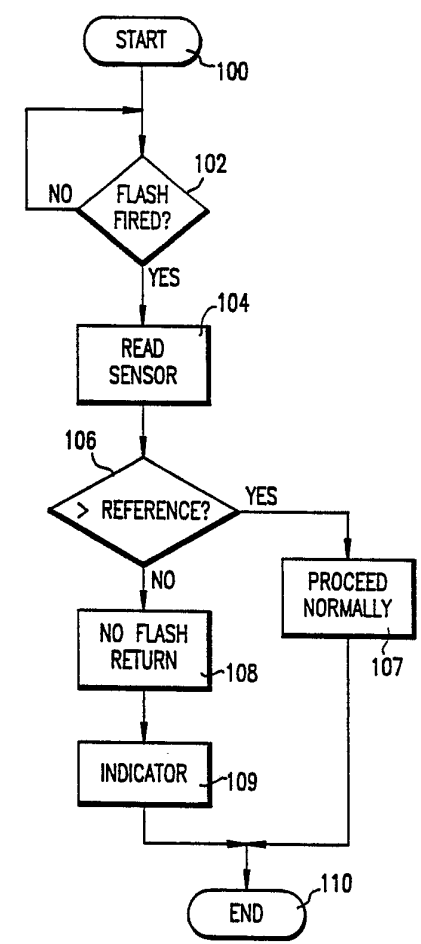 START
100
102
FLASH
FIRED?
NO
YES
104
READ
SENSOR
106
> REFERENCE?
YES
NO
PROCEED
NORMALLY
107
NO FLASH
RETURN
108
INDICATOR
109
110
END